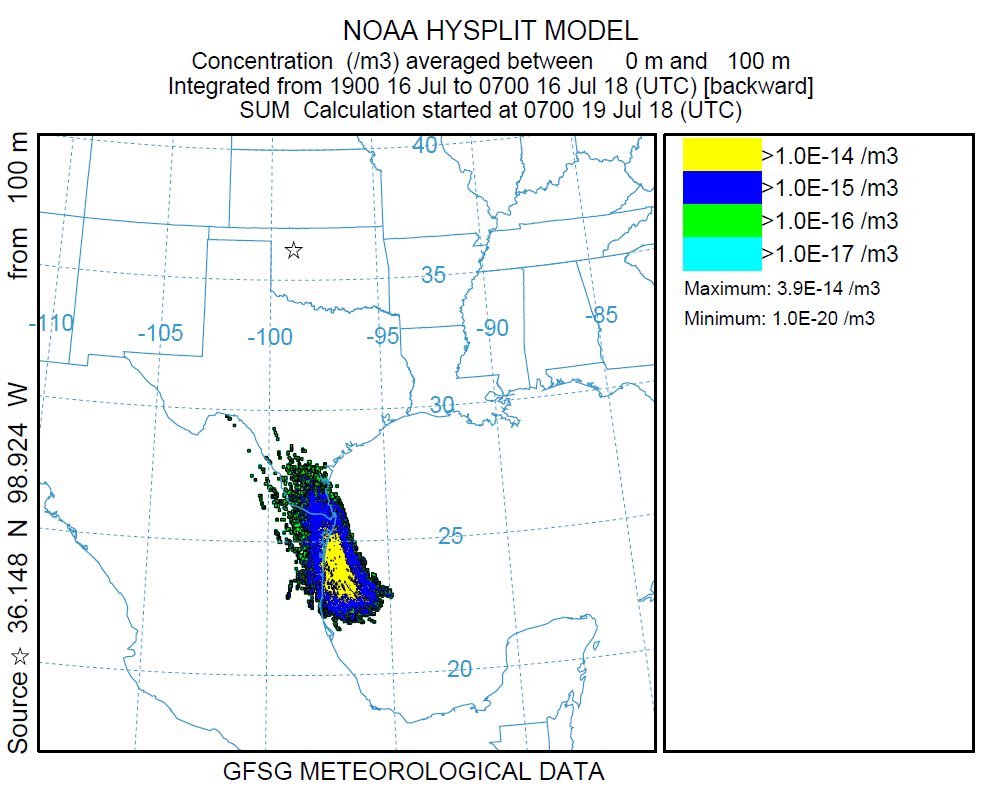 NOAA HYSPLIT MODEL
Concentration (/m3) averaged between 0 m and 100 m
Integrated from 1900 16 Jul to 0700 16 Jul 18 (UTC) [backward]
SUM Calculation started at 0700 19 Jul 18 (UTC)
Source ☆ 36.148 N 98.924 W from 100 m
40
35
-110
-105
-100
-95
-90
-85
30
25
20
>1.0E-14 /m3
>1.0E-15 /m3
>1.0E-16 /m3
>1.0E-17 /m3
Maximum: 3.9E-14 /m3
Minimum: 1.0E-20 /m3
GFSG METEOROLOGICAL DATA